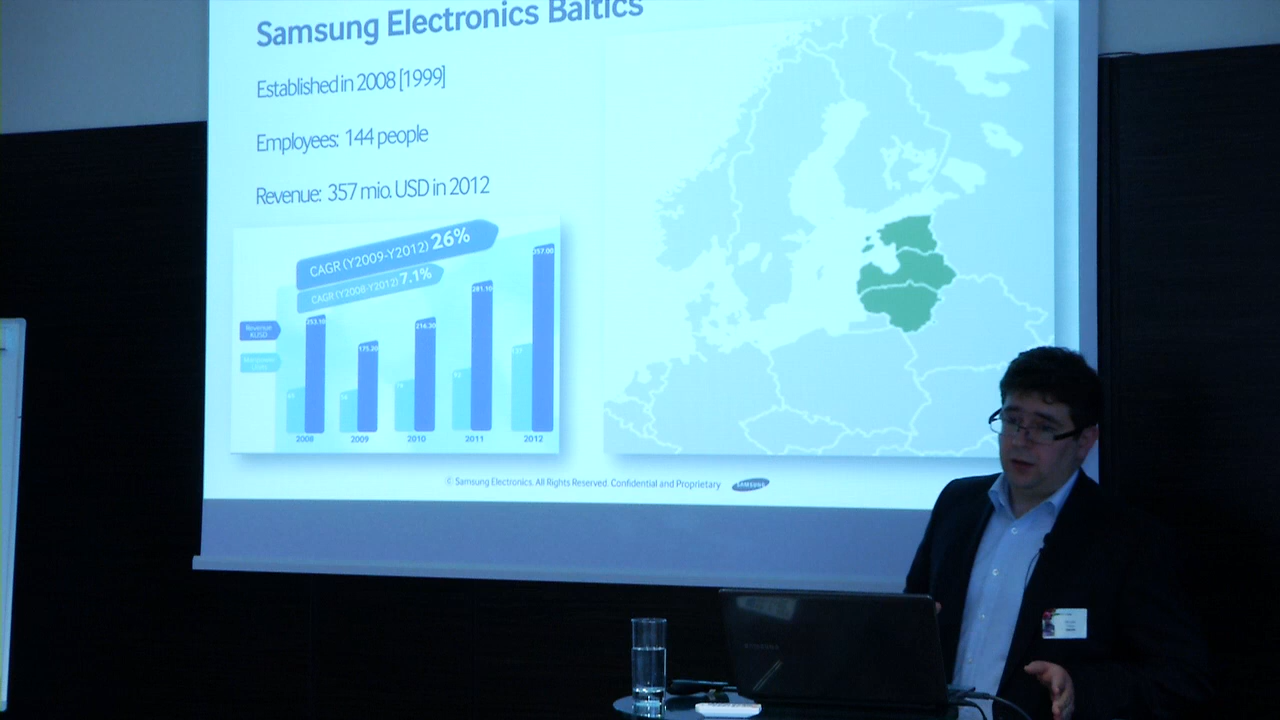 Samsung Electronics Baltics
Established in 2008 [1999]
Employees: 144 people
Revenue: 357 mio. USD in 2012
CAGR (Y2009-Y2012) 26%
CAGR (Y2008-Y2012) 7.1%
Revenue
KUSD
253.10
175.20
214.30
281.10
357.00
2008
2009
2010
2011
2012
© Samsung Electronics. All Rights Reserved. Confidential and Proprietary
SAMSUNG